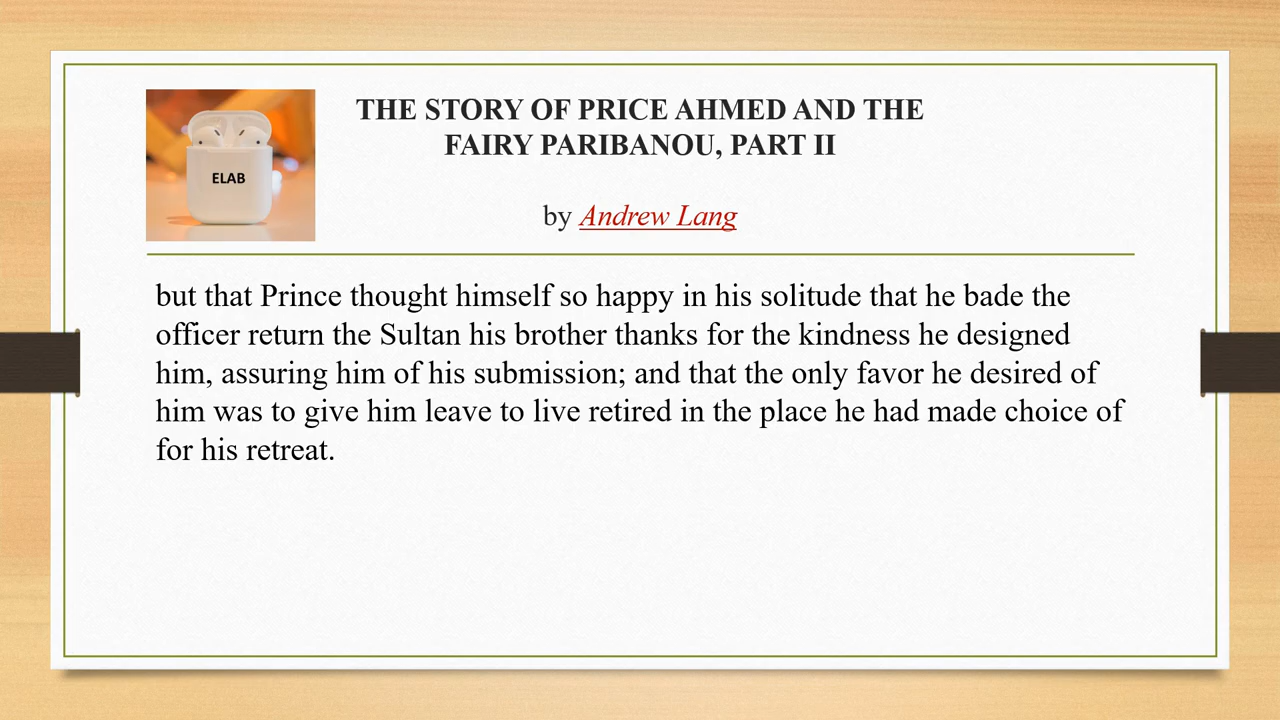 ELAB
THE STORY OF PRICE AHMED AND THE
FAIRY PARIBANOU, PART II
by Andrew Lang
but that Prince thought himself so happy in his solitude that he bade the
officer return the Sultan his brother thanks for the kindness he designed
him, assuring him of his submission; and that the only favor he desired of
him was to give him leave to live retired in the place he had made choice of
for his retreat.